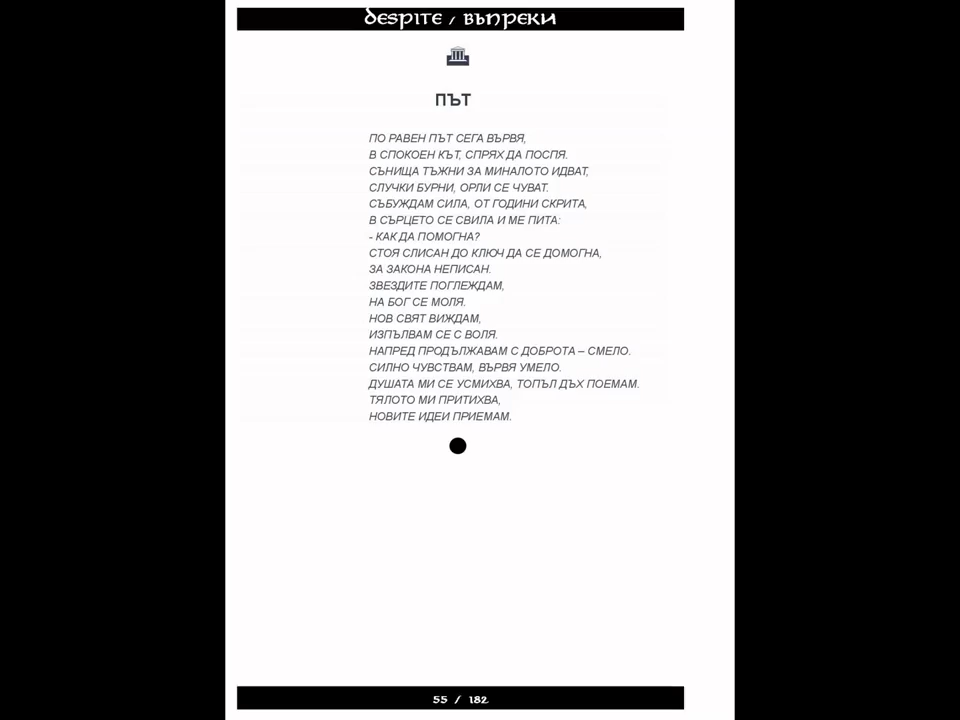 DESPITE / ВЪПРЕКИ
ПЪТ
ПО РАВЕН ПЪТ СЕГА ВЪРВЯ,
В СПОКОЕН КЪТ, СПРЯХ ДА ПОСПЯ.
СЪНИЩА ТЪЖНИ ЗА МИНАЛОТО ИДВАТ,
СЛУЧКИ БУРНИ, ОРЛИ СЕ ЧУВАТ.
СЪБУЖДАМ СИЛА, ОТ ГОДИНИ СКРИТА,
В СЪРЦЕТО СЕ СВИЛА И МЕ ПИТА:
- КАК ДА ПОМОГНА?
СТОЯ СЛИСАН ДО КЛЮЧ ДА СЕ ДОМОГНА,
ЗА ЗАКОНА НЕПИСАН.
ЗВЕЗДИТЕ ПОГЛЕЖДАМ,
НА БОГ СЕ МОЛЯ.
НОВ СВЯТ ВИЖДАМ,
ИЗПЪЛВАМ СЕ С ВОЛЯ.
НАПРЕД ПРОДЪЛЖАВАМ С ДОБРОТА – СМЕЛО.
СИЛНО ЧУВСТВАМ, ВЪРВЯ УМЕЛО.
ДУШАТА МИ СЕ УСМИХВА, ТОПЪЛ ДЪХ ПОЕМАМ.
ТЯЛОТО МИ ПРИТИХВА,
НОВИТЕ ИДЕИ ПРИЕМАМ.
55 / 182